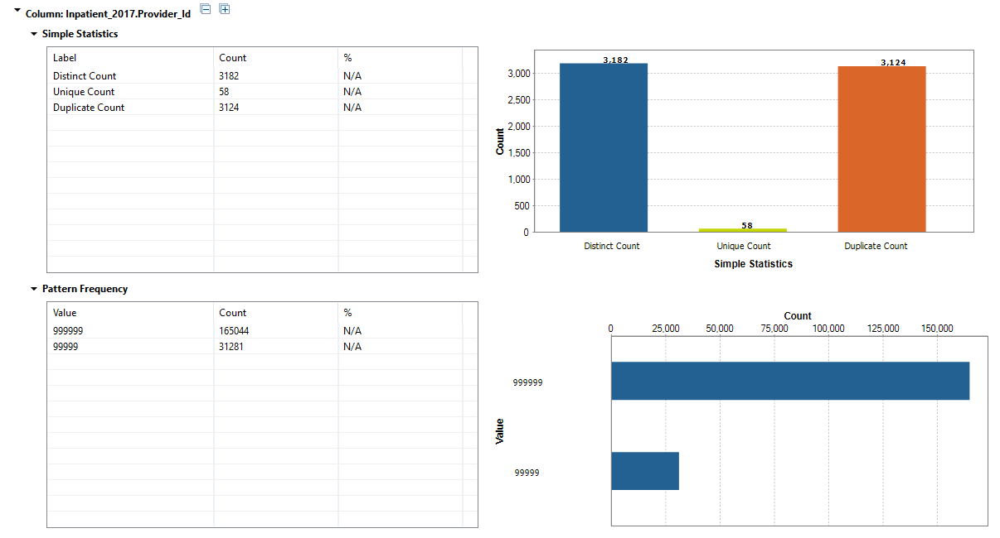 Column: Inpatient_2017.Provider_Id
Simple Statistics
Label Count %
Distinct Count 3182 N/A
Unique Count 58 N/A
Duplicate Count 3124 N/A
3,182
3,124
58
3,000
2,500
2,000
1,500
1,000
500
0
Count
Distinct Count Unique Count Duplicate Count
Simple Statistics
Pattern Frequency
Value Count %
999999 165044 N/A
99999 31281 N/A
Count
0 25,000 50,000 75,000 100,000 125,000 150,000
999999
Value
99999